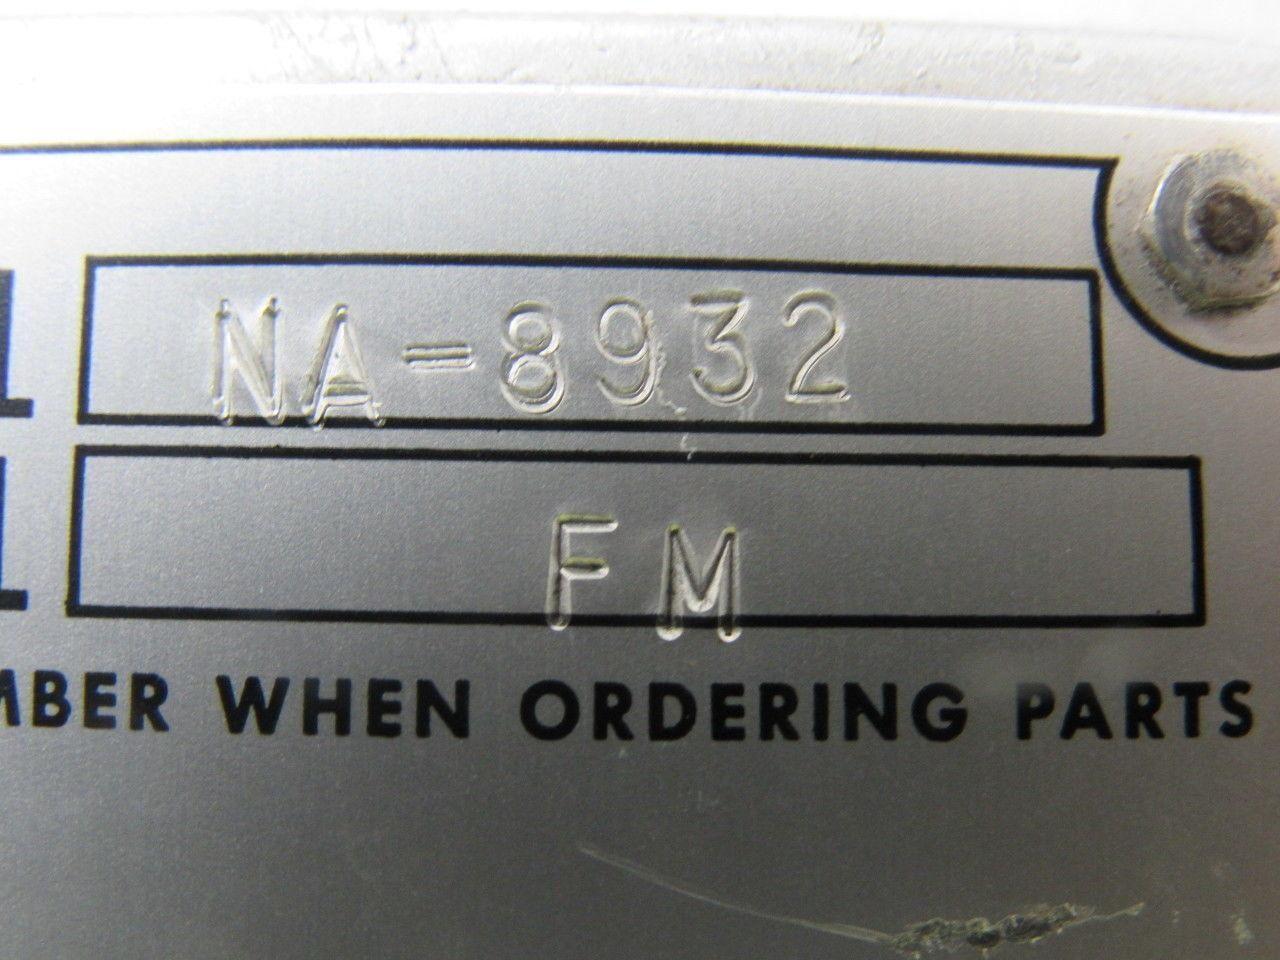 NA-8932
FM
MBER WHEN ORDERING PARTS